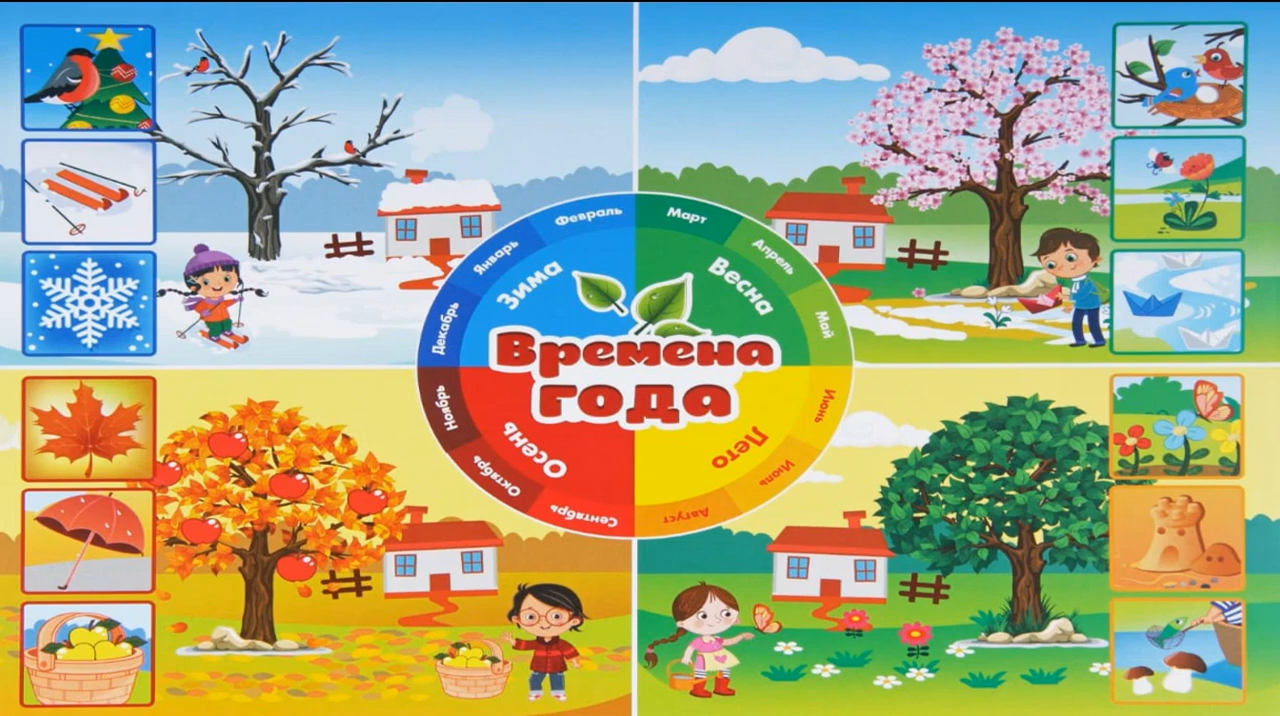 Времена
года
Зима
Декабрь
Январь
Февраль
Весна
Март
Апрель
Май
Лето
Июнь
Июль
Август
Осень
Сентябрь
Октябрь
Ноябрь